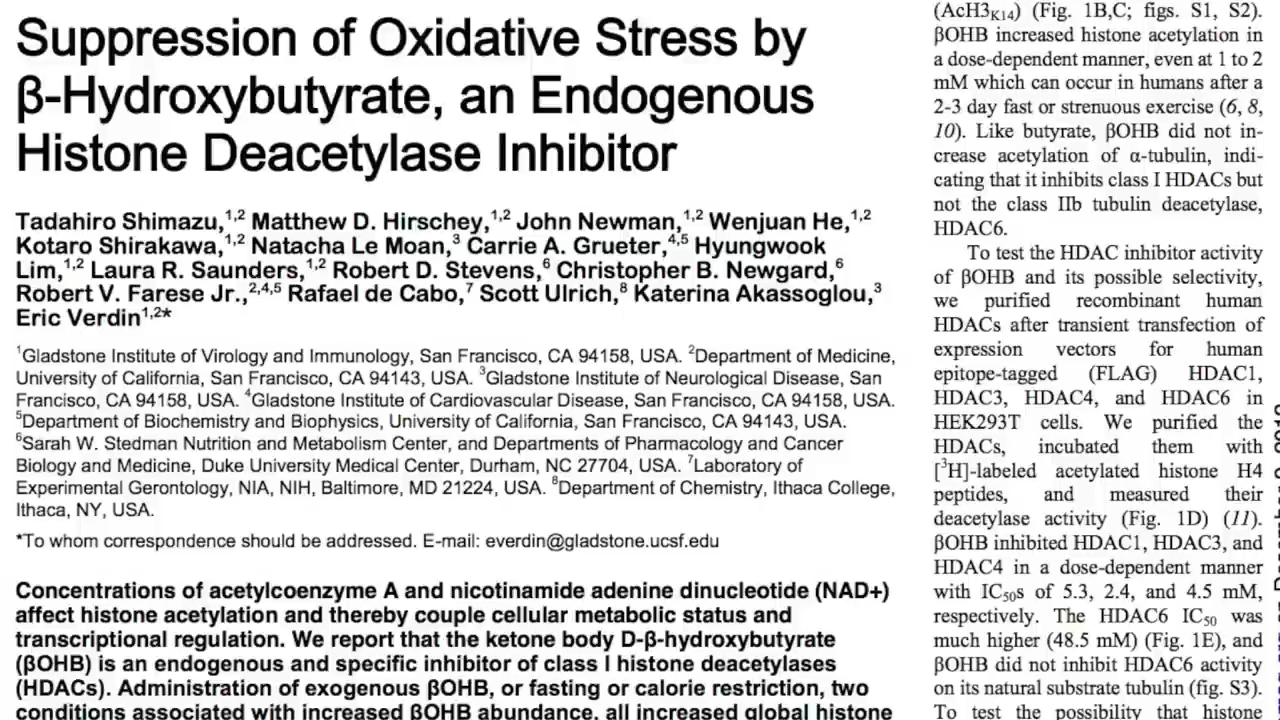 Suppression of Oxidative Stress by
β-Hydroxybutyrate, an Endogenous
Histone Deacetylase Inhibitor
Tadahiro Shimazu,1,2 Matthew D. Hirschey,1,2 John Newman,1,2 Wenjuan He,1,2
Kotaro Shirakawa,1,2 Natacha Le Moan,3 Carrie A. Grueter,4,5 Hyungwook
Lim,1,2 Laura R. Saunders,1,2 Robert D. Stevens,6 Christopher B. Newgard,6
Robert V. Farese Jr.,2,4,5 Rafael de Cabo,7 Scott Ulrich,8 Katerina Akassoglou,3
Eric Verdin1,2*
1Gladstone Institute of Virology and Immunology, San Francisco, CA 94158, USA. 2Department of Medicine,
University of California, San Francisco, CA 94143, USA. 3Gladstone Institute of Neurological Disease, San
Francisco, CA 94158, USA. 4Gladstone Institute of Cardiovascular Disease, San Francisco, CA 94158, USA.
5Department of Biochemistry and Biophysics, University of California, San Francisco, CA 94143, USA.
6Sarah W. Stedman Nutrition and Metabolism Center, and Departments of Pharmacology and Cancer
Biology and Medicine, Duke University Medical Center, Durham, NC 27704, USA. 7Laboratory of
Experimental Gerontology, NIA, NIH, Baltimore, MD 21224, USA. 8Department of Chemistry, Ithaca College,
Ithaca, NY, USA.
*To whom correspondence should be addressed. E-mail: everdin@gladstone.ucsf.edu
Concentrations of acetylcoenzyme A and nicotinamide adenine dinucleotide (NAD+)
affect histone acetylation and thereby couple cellular metabolic status and
transcriptional regulation. We report that the ketone body D-β-hydroxybutyrate
(βOHB) is an endogenous and specific inhibitor of class I histone deacetylases
(HDACs). Administration of exogenous βOHB, or fasting or calorie restriction, two
conditions associated with increased βOHB abundance, all increased global histone
(AcH3K14) (Fig. 1B,C; figs. S1, S2).
βOHB increased histone acetylation in
a dose-dependent manner, even at 1 to 2
mM which can occur in humans after a
2-3 day fast or strenuous exercise (6, 8,
10). Like butyrate, βOHB did not in-
crease acetylation of α-tubulin, indi-
cating that it inhibits class I HDACs but
not the class IIb tubulin deacetylase,
HDAC6.
To test the HDAC inhibitor activity
of βOHB and its possible selectivity,
we purified recombinant human
HDACs after transient transfection of
expression vectors for human
epitope-tagged (FLAG) HDAC1,
HDAC3, HDAC4, and HDAC6 in
HEK293T cells. We purified the
HDACs, incubated them with
[3H]-labeled acetylated histone H4
peptides, and measured their
deacetylase activity (Fig. 1D) (11).
βOHB inhibited HDAC1, HDAC3, and
HDAC4 in a dose-dependent manner
with IC50s of 5.3, 2.4, and 4.5 mM,
respectively. The HDAC6 IC50 was
much higher (48.5 mM) (Fig. 1E), and
βOHB did not inhibit HDAC6 activity
on its natural substrate tubulin (fig. S3).
To test the possibility that histone